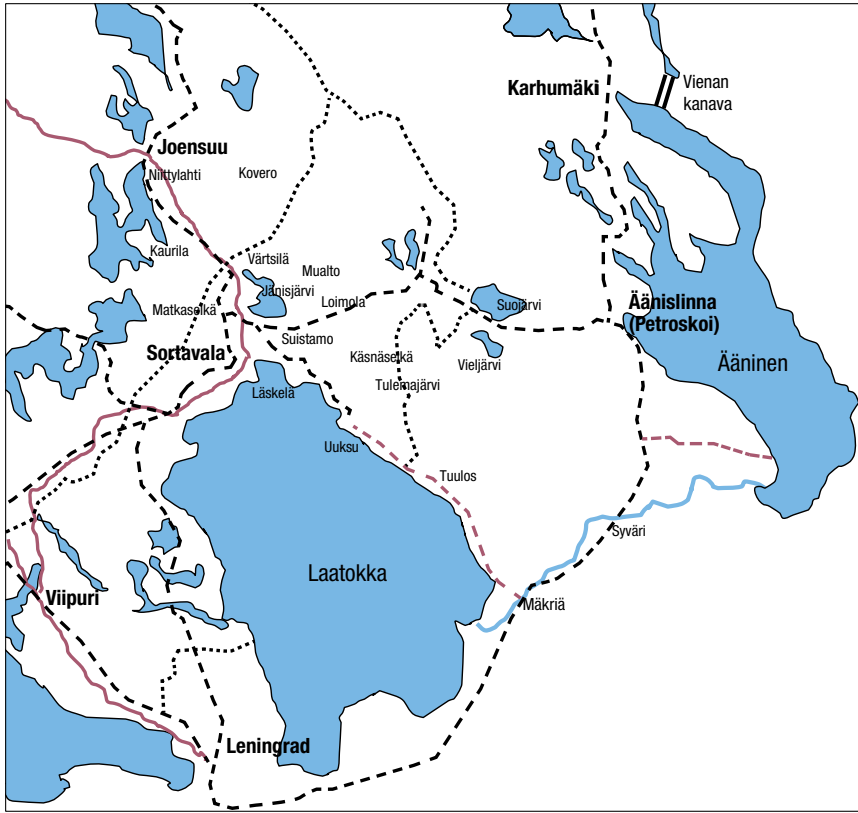 Karhumäki
Vienan
kanava
Joensuu
Niittylahti
Kovero
Kaurila
Värtsilä
Mualto
Jänisjärvi
Loimola
Matkaselkä
Suojärvi
Äänislinna
(Petroskoi)
Sortavala
Suistamo
Käsnäselkä
Vieljärvi
Ääninen
Tulemajärvi
Läskelä
Uuksu
Tuulos
Syväri
Laatokka
Viipuri
Mäkriä
Leningrad